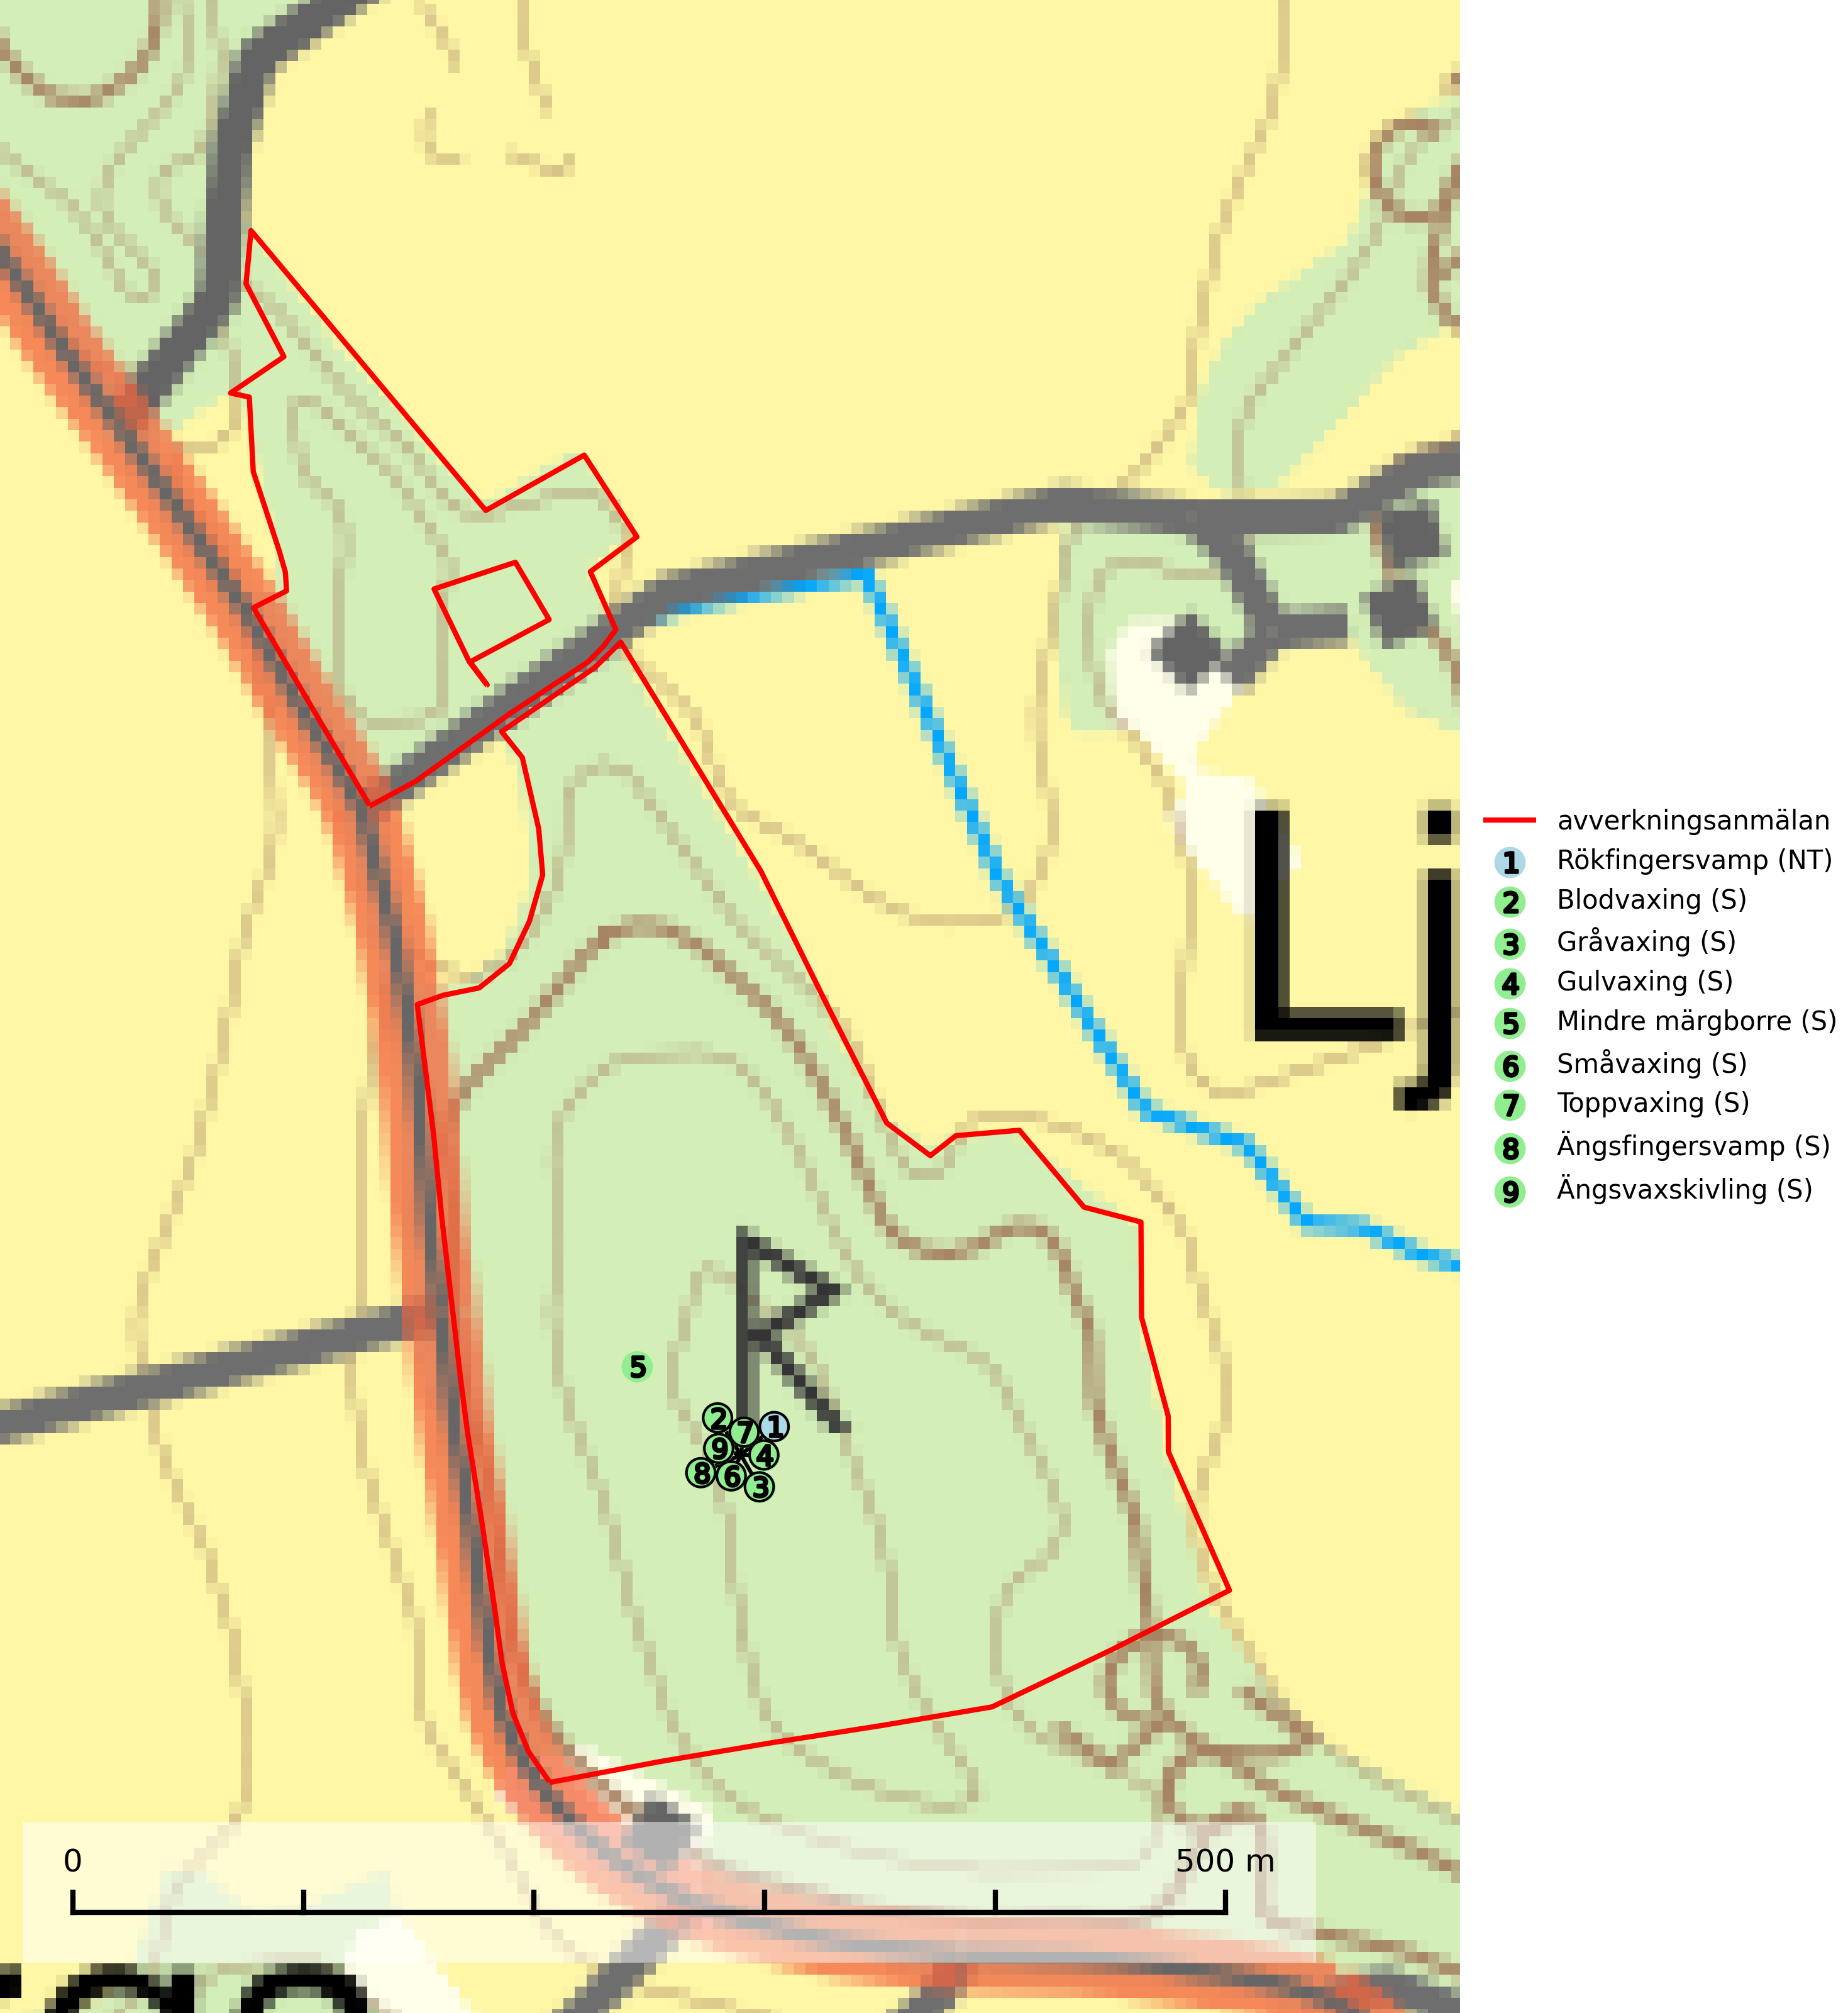 Lj
avverkningsanmälan
1 Rökfingersvamp (NT)
2 Blodvaxing (S)
3 Gråvaxing (S)
4 Gulvaxing (S)
5 Mindre märgborre (S)
6 Småvaxing (S)
7 Toppvaxing (S)
8 Ängsfingersvamp (S)
9 Ängsvaxskivling (S)
R
5
2 7 1
9 4
8 6 3
0 500 m